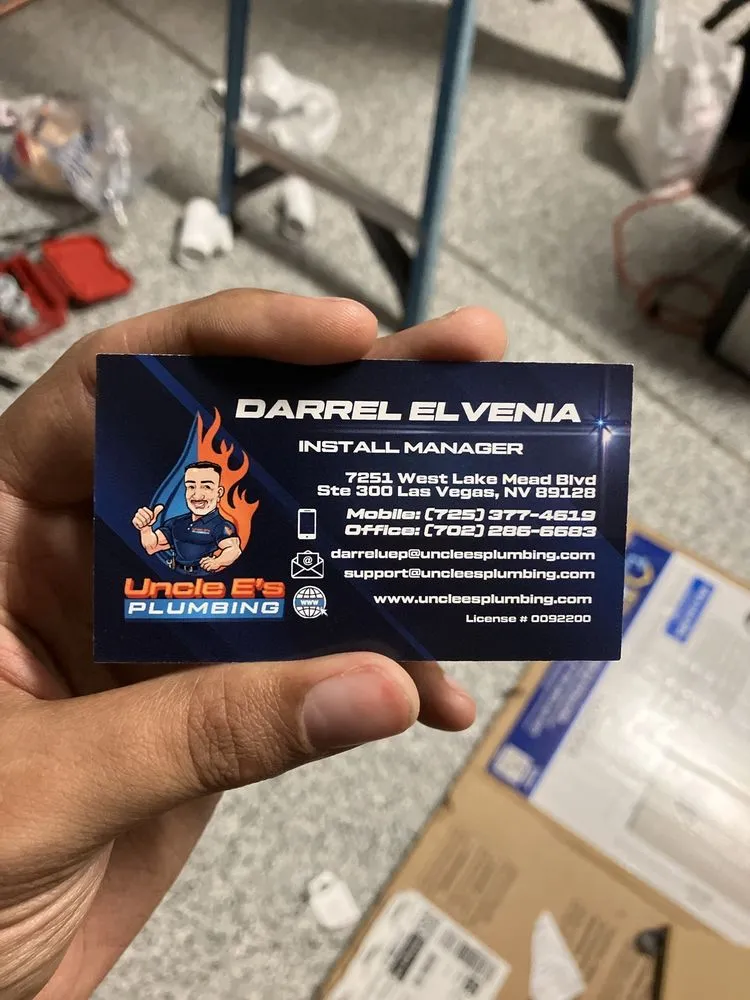 DARREL ELVENIA
INSTALL MANAGER
7251 West Lake Mead Blvd
Ste 300 Las Vegas, NV 89128
Mobile: (725) 377-4619
Office: (702) 286-6683
darreluep@uncleesplumbing.com
support@uncleesplumbing.com
www.uncleesplumbing.com
License # 0092200
Uncle E's
PLUMBING
www